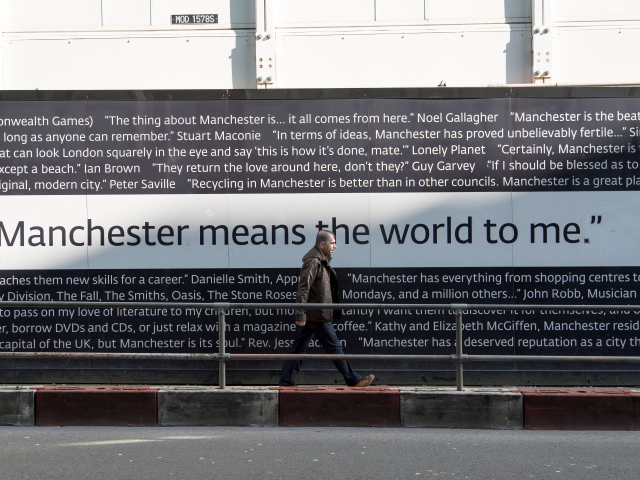 MOD 1578S
onwealth Games) "The thing about Manchester is... it all comes from here." Noel Gallagher "Manchester is the beat
long as anyone can remember." Stuart Maconie "In terms of ideas, Manchester has proved unbelievably fertile..." Si
at can look London squarely in the eye and say 'this is how it's done, mate.'" Lonely Planet "Certainly, Manchester is
except a beach." Ian Brown "They return the love around here, don't they?" Guy Garvey "If I should be blessed as to
ginal, modern city." Peter Saville "Recycling in Manchester is better than in other councils. Manchester is a great pla
Manchester means the world to me."
aches them new skills for a career." Danielle Smith, App "Manchester has everything from shopping centres to
y Division, The Fall, The Smiths, Oasis, The Stone Roses Mondays, and a million others..." John Robb, Musician
to pass on my love of literature to my children, but mo antly I want them to discover it for themselves, and
er, borrow DVDs and CDs, or just relax with a magazine coffee." Kathy and Elizabeth McGiffen, Manchester resid
capital of the UK, but Manchester is its soul." Rev. Jess "Manchester has a deserved reputation as a city th